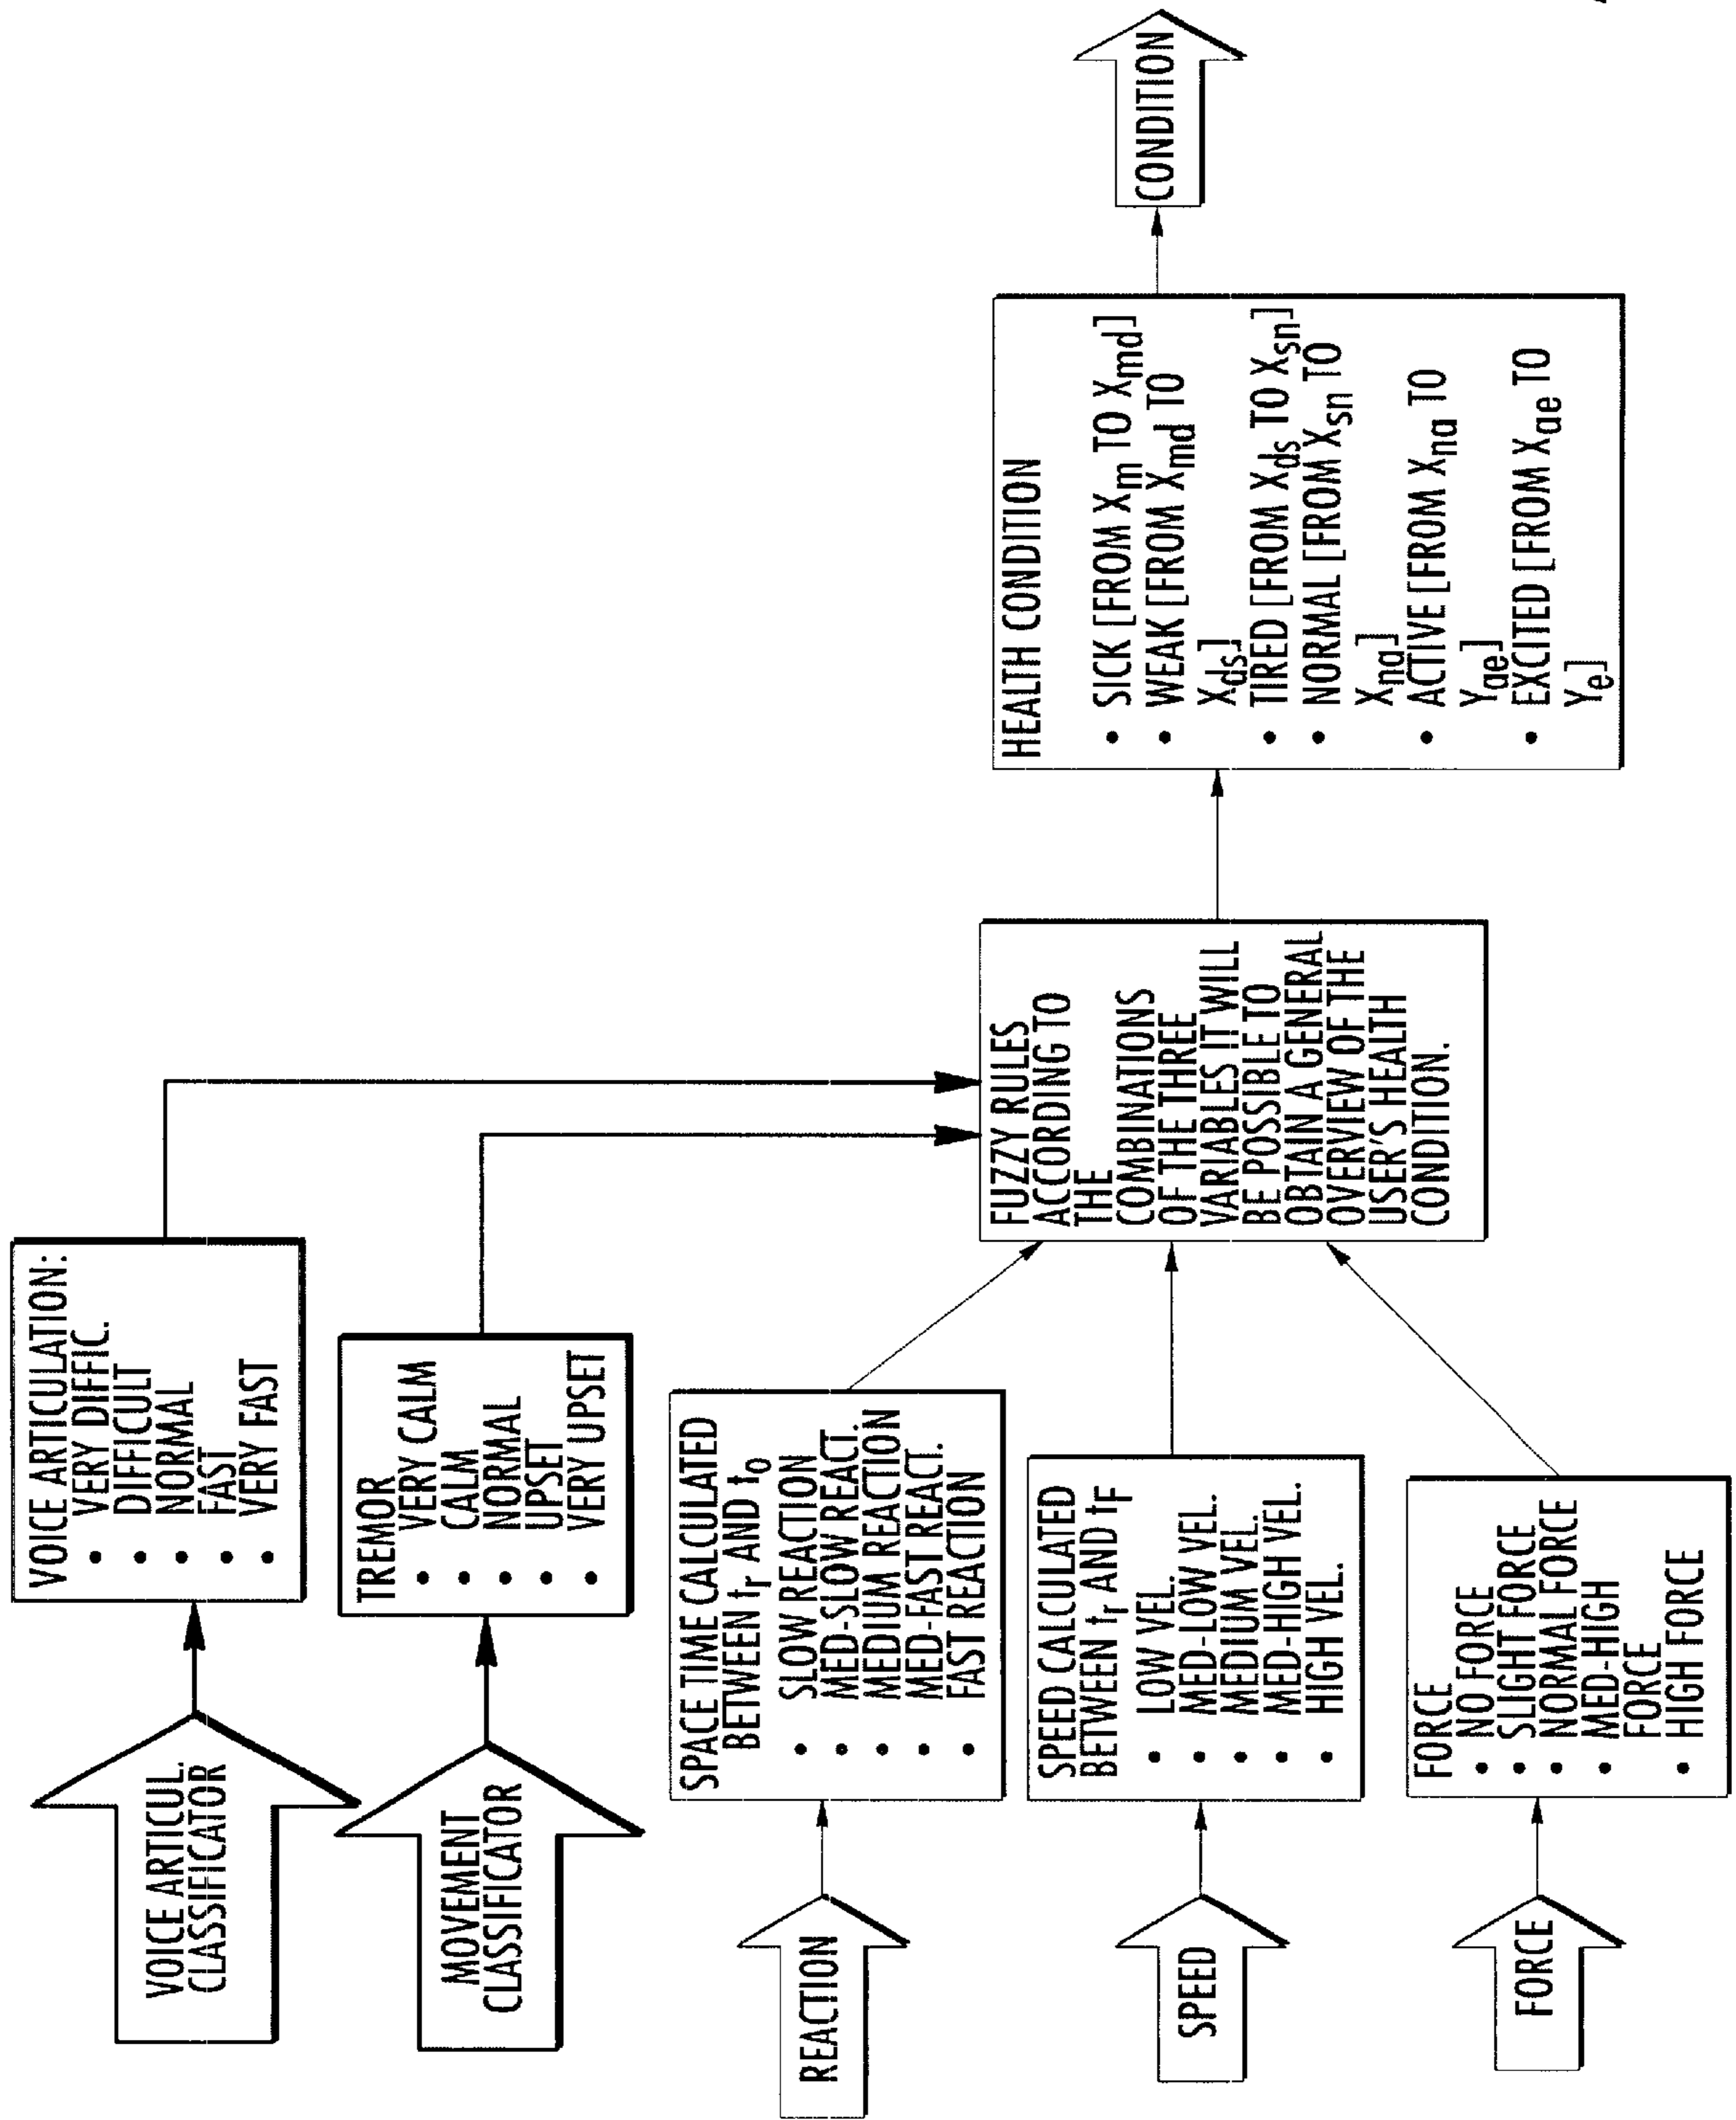 VOICE ARTICUL.
CLASSIFICATOR
VOICE ARTICULATION:
• VERY DIFFIC.
• DIFFICULT
• NORMAL
• FAST
• VERY FAST
MOVEMENT
CLASSIFICATOR
TREMOR
• VERY CALM
• CALM
• NORMAL
• UPSET
• VERY UPSET
REACTION
SPACE TIME CALCULATED
BETWEEN tr AND to
• SLOW REACTION
• MED-SLOW REACT.
• MEDIUM REACTION
• MED-FAST REACT.
• FAST REACTION
SPEED
SPEED CALCULATED
BETWEEN tr AND tF
• LOW VEL.
• MED-LOW VEL.
• MEDIUM VEL.
• MED-HIGH VEL.
• HIGH VEL.
FORCE
FORCE
• NO FORCE
• SLIGHT FORCE
• NORMAL FORCE
• MED-HIGH
FORCE
• HIGH FORCE
FUZZY RULES
ACCORDING TO
THE
COMBINATIONS
OF THE THREE
VARIABLES IT WILL
BE POSSIBLE TO
OBTAIN A GENERAL
OVERVIEW OF THE
USER'S HEALTH
CONDITION.
HEALTH CONDITION
• SICK [FROM Xm TO Xmd]
• WEAK [FROM Xmd TO
Xds]
• TIRED [FROM Xds TO Xsn]
• NORMAL [FROM Xsn TO
Xna]
• ACTIVE [FROM Xna TO
Yae]
• EXCITED [FROM Xae TO
Ye]
CONDITION